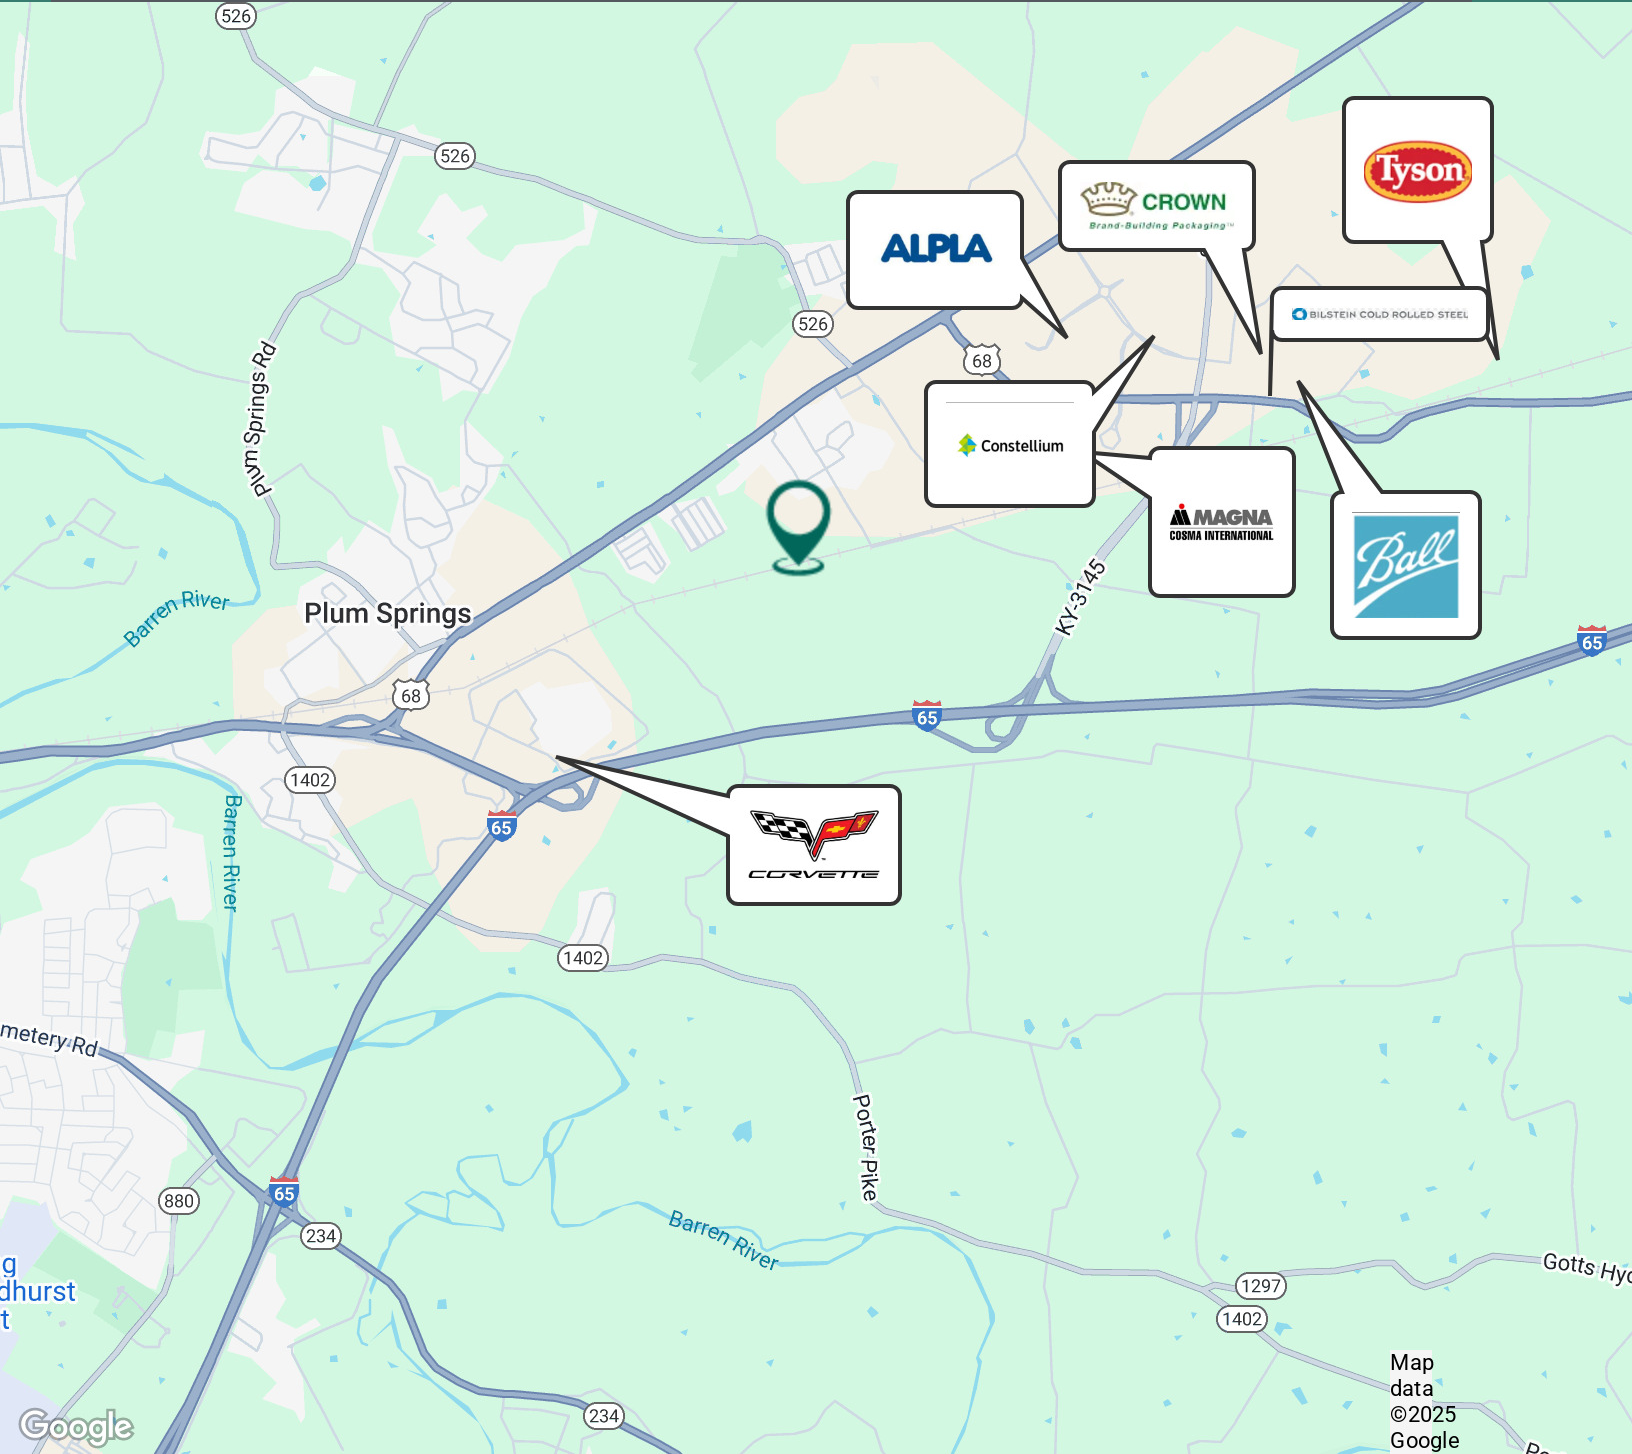 526
526
Tyson
CROWN
Brand-Building Packaging™
ALPLA
BILSTEIN COLD ROLLED STEEL
526
68
Plum Springs Rd
Constellium
MAGNA
COSMA INTERNATIONAL
Ball
KY-3145
Barren River
Plum Springs
65
68
65
1402
65
Barren River
CORVETTE
1402
metery Rd
Porter Pike
880
65
234
Barren River
g
dhurst
t
Gotts Hyd
1297
1402
Map
data
©2025
Google
234
Google
Po